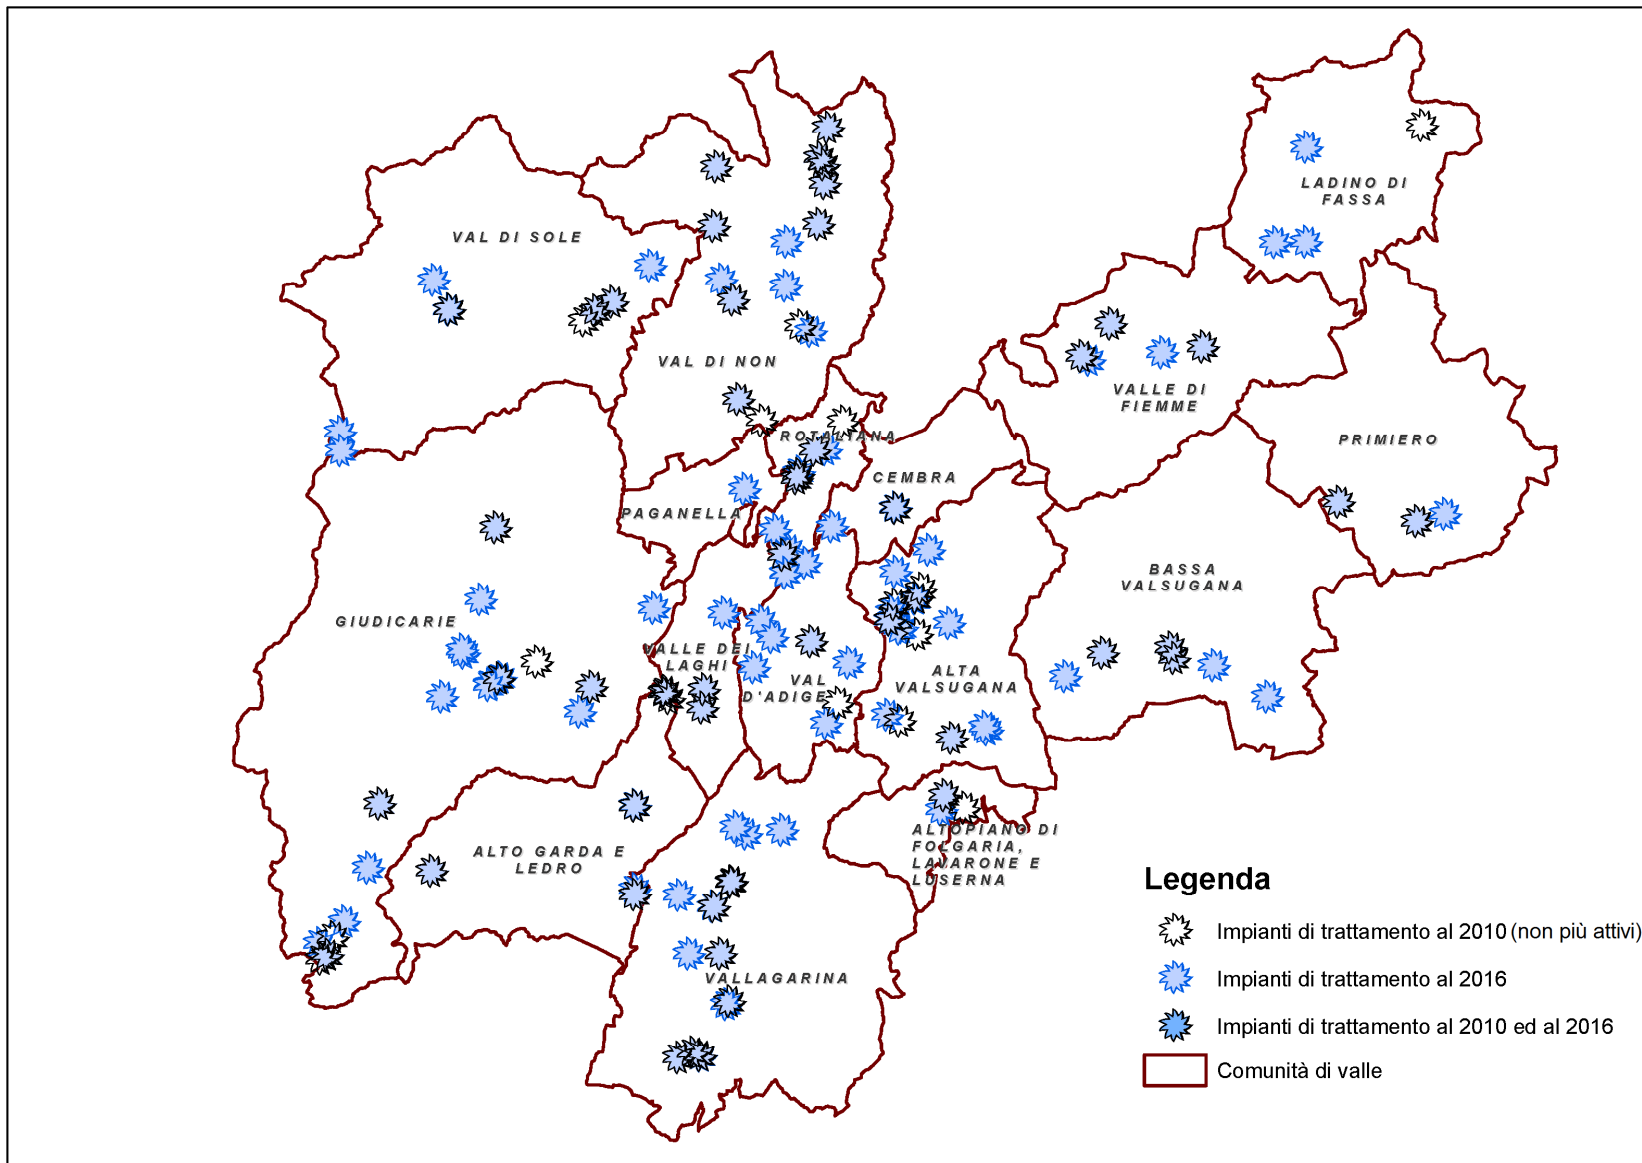 LADINO DI
FASSA
VAL DI SOLE
VAL DI NON
VALLE DI
FIEMME
ROTALIANA
PRIMIERO
CEMBRA
PAGANELLA
BASSA
VALSUGANA
GIUDICARIE
VALLE DEI
LAGHI
VAL
D'ADIGE
ALTA
VALSUGANA
ALTO GARDA E
LEDRO
ALTOPIANO DI
FOLGARIA,
LAVARONE E
LUSERNA
VALLAGARINA
Legenda
Impianti di trattamento al 2010 (non più attivi)
Impianti di trattamento al 2016
Impianti di trattamento al 2010 ed al 2016
Comunità di valle